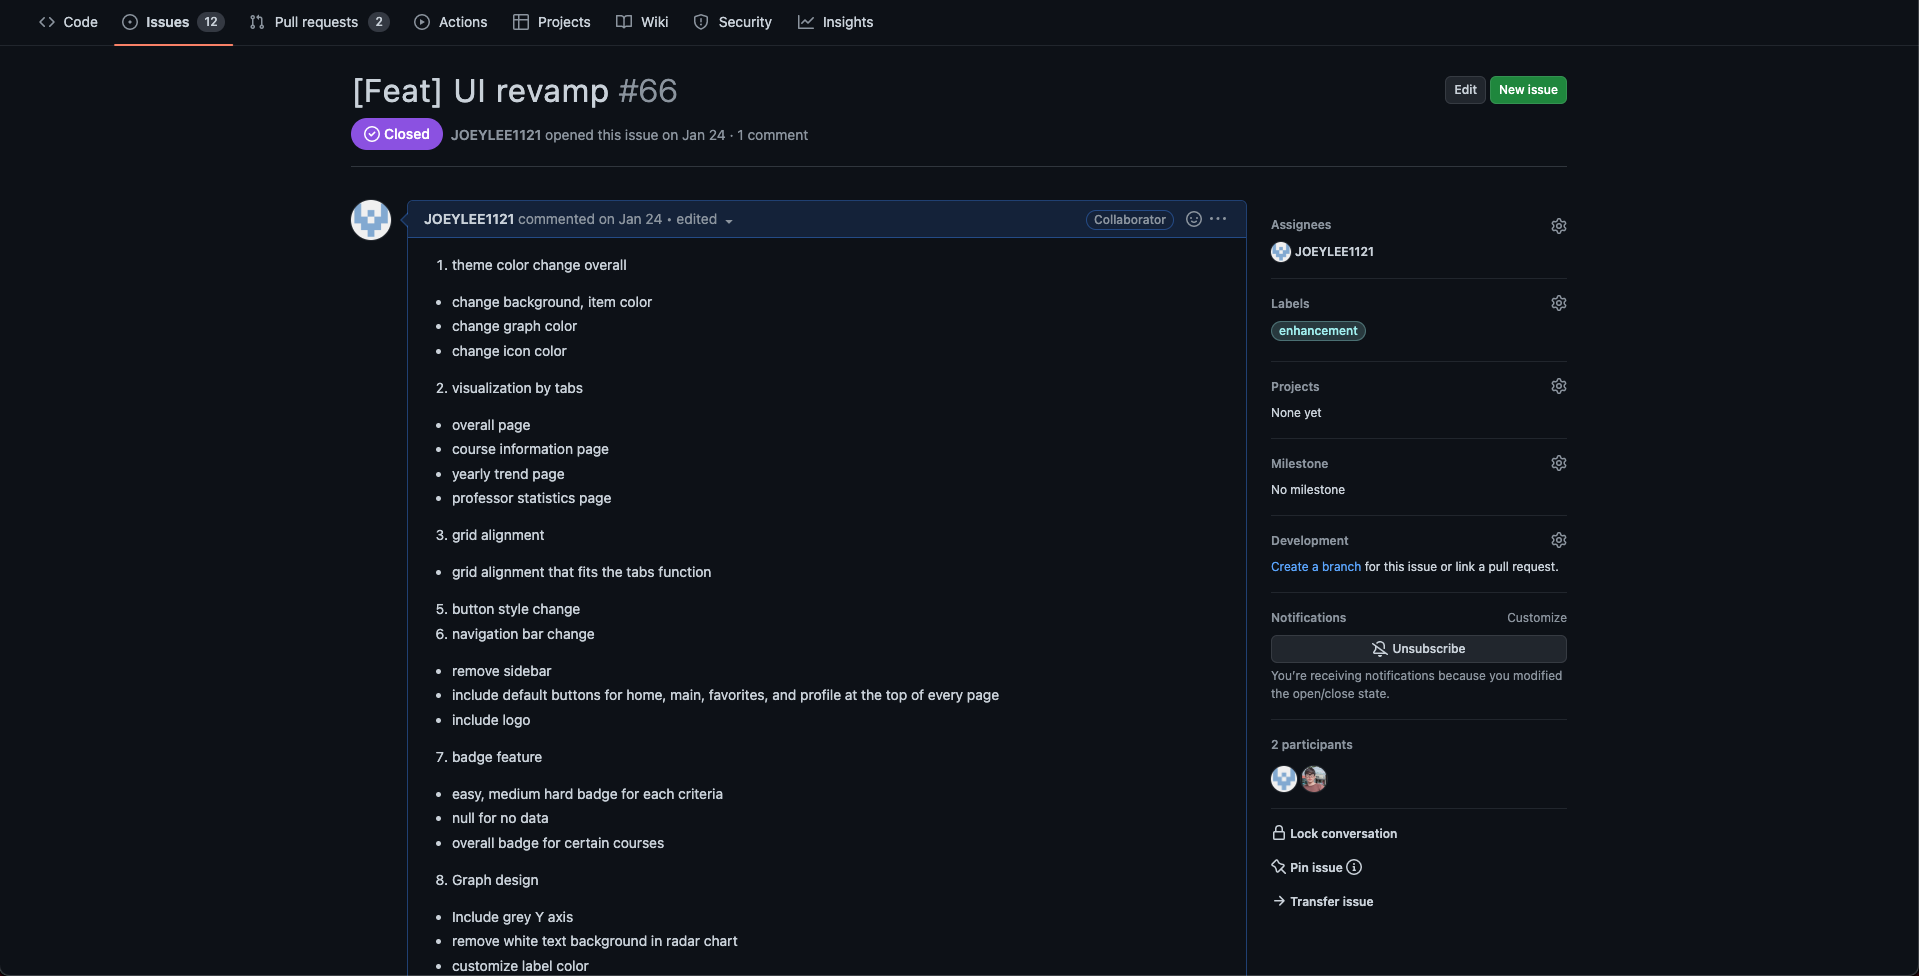 Code Issues 12 Pull requests 2 Actions Projects Wiki Security Insights
[Feat] UI revamp #66
Edit New issue
Closed JOEYLEE1121 opened this issue on Jan 24 · 1 comment
JOEYLEE1121 commented on Jan 24 • edited
Collaborator
1. theme color change overall
• change background, item color
• change graph color
• change icon color
2. visualization by tabs
• overall page
• course information page
• yearly trend page
• professor statistics page
3. grid alignment
• grid alignment that fits the tabs function
5. button style change
6. navigation bar change
• remove sidebar
• include default buttons for home, main, favorites, and profile at the top of every page
• include logo
7. badge feature
• easy, medium hard badge for each criteria
• null for no data
• overall badge for certain courses
8. Graph design
• Include grey Y axis
• remove white text background in radar chart
• customize label color
Assignees
JOEYLEE1121
Labels
enhancement
Projects
None yet
Milestone
No milestone
Development
Create a branch for this issue or link a pull request.
Notifications Customize
Unsubscribe
You're receiving notifications because you modified
the open/close state.
2 participants
Lock conversation
Pin issue
Transfer issue